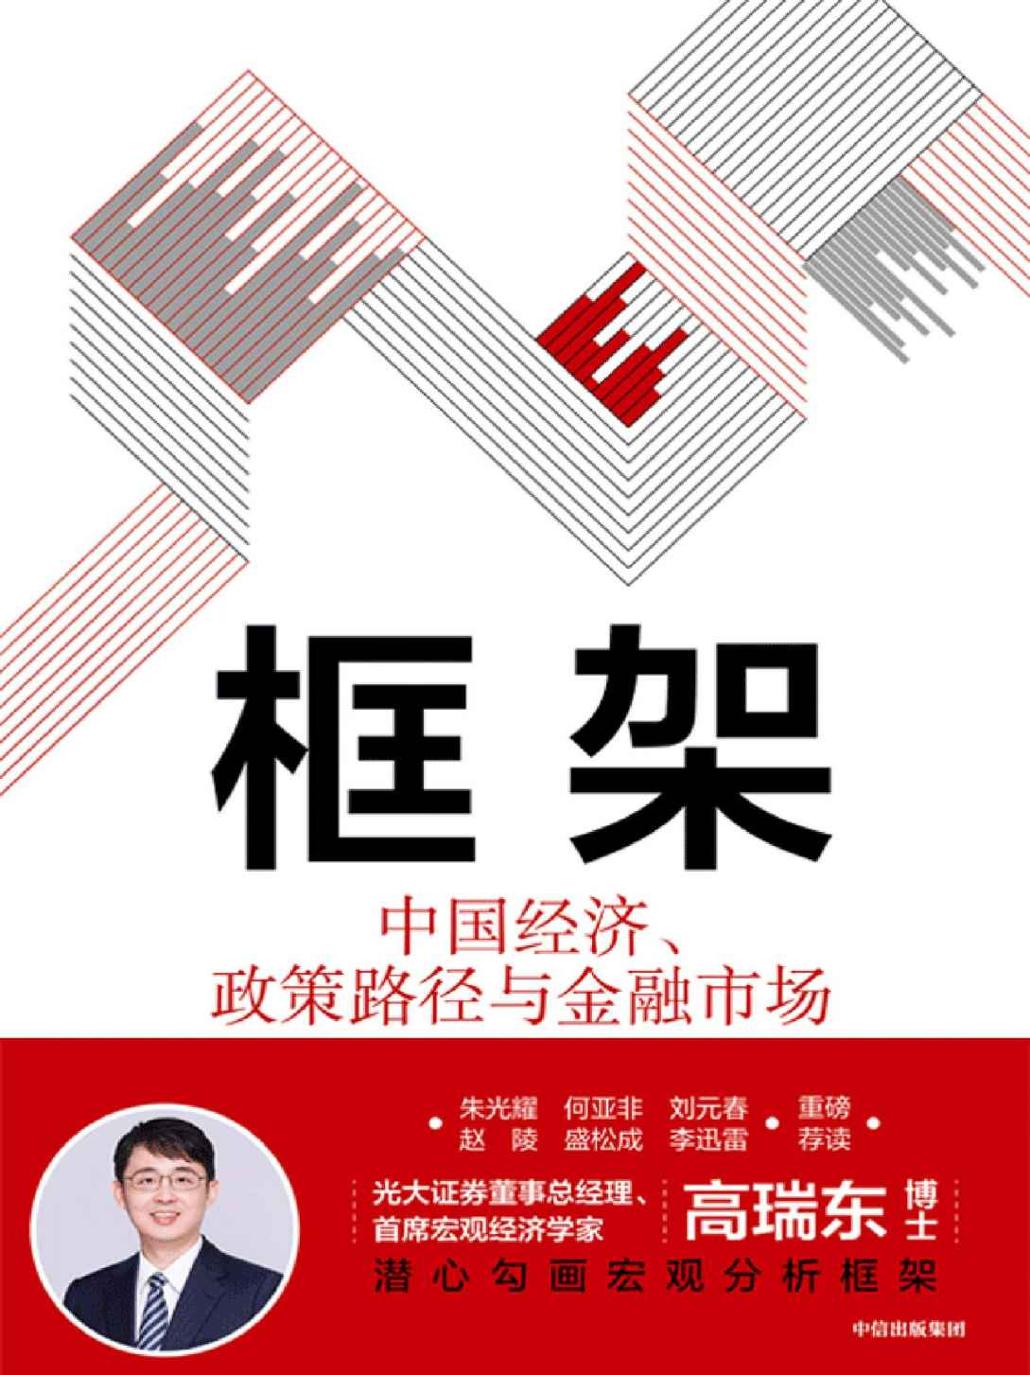 框架
中国经济、
政策路径与金融市场
朱光耀 何亚非 刘元春
赵陵 盛松成 李迅雷
重磅
荐读
光大证券董事总经理、
首席宏观经济学家
高瑞东
博士
潜心勾画宏观分析框架
中信出版集团